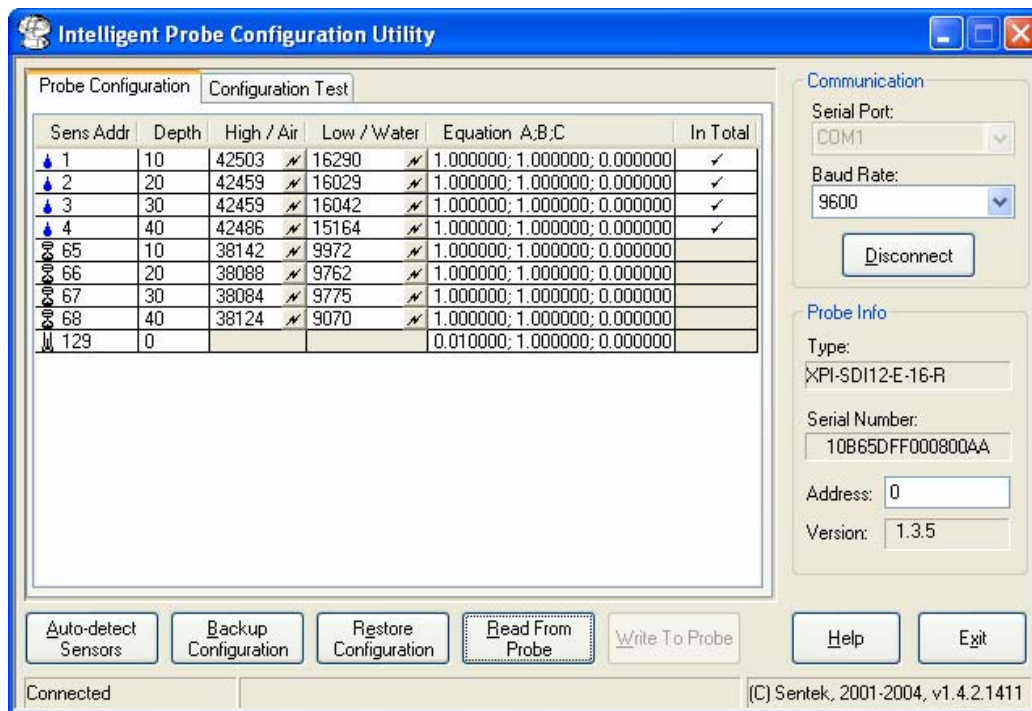 Intelligent Probe Configuration Utility
Probe Configuration
Configuration Test
Sens Addr Depth High / Air Low / Water Equation A;B;C In Total
1 10 42503 16290 1.000000; 1.000000; 0.000000 ✓
2 20 42459 16029 1.000000; 1.000000; 0.000000 ✓
3 30 42459 16042 1.000000; 1.000000; 0.000000 ✓
4 40 42486 15164 1.000000; 1.000000; 0.000000 ✓
65 10 38142 9972 1.000000; 1.000000; 0.000000
66 20 38088 9762 1.000000; 1.000000; 0.000000
67 30 38084 9775 1.000000; 1.000000; 0.000000
68 40 38124 9070 1.000000; 1.000000; 0.000000
129 0 0.010000; 1.000000; 0.000000
Communication
Serial Port:
COM1
Baud Rate:
9600
Disconnect
Probe Info
Type:
XPI-SDI12-E-16-R
Serial Number:
10B65DFF000800AA
Address: 0
Version: 1.3.5
Auto-detect
Sensors
Backup
Configuration
Restore
Configuration
Read From
Probe
Write To Probe
Help
Exit
Connected
(C) Sentek, 2001-2004, v1.4.2.1411